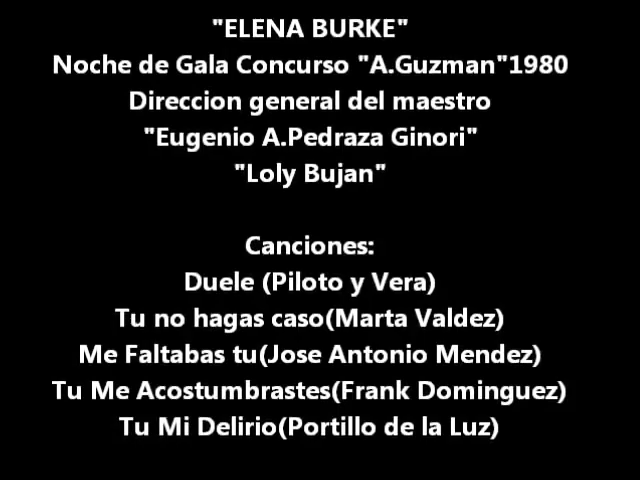 "ELENA BURKE"
Noche de Gala Concurso "A.Guzman"1980
Direccion general del maestro
"Eugenio A.Pedraza Ginori"
"Loly Bujan"
Canciones:
Duele (Piloto y Vera)
Tu no hagas caso(Marta Valdez)
Me Faltabas tu(Jose Antonio Mendez)
Tu Me Acostumbrastes(Frank Dominguez)
Tu Mi Delirio(Portillo de la Luz)